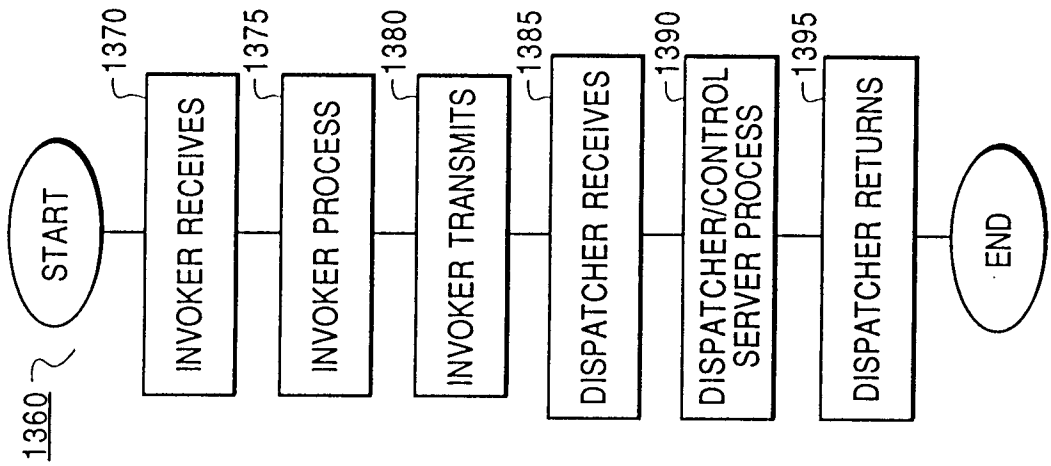 1360
START
1370
INVOKER RECEIVES
1375
INVOKER PROCESS
1380
INVOKER TRANSMITS
1385
DISPATCHER RECEIVES
1390
DISPATCHER/CONTROL
SERVER PROCESS
1395
DISPATCHER RETURNS
END